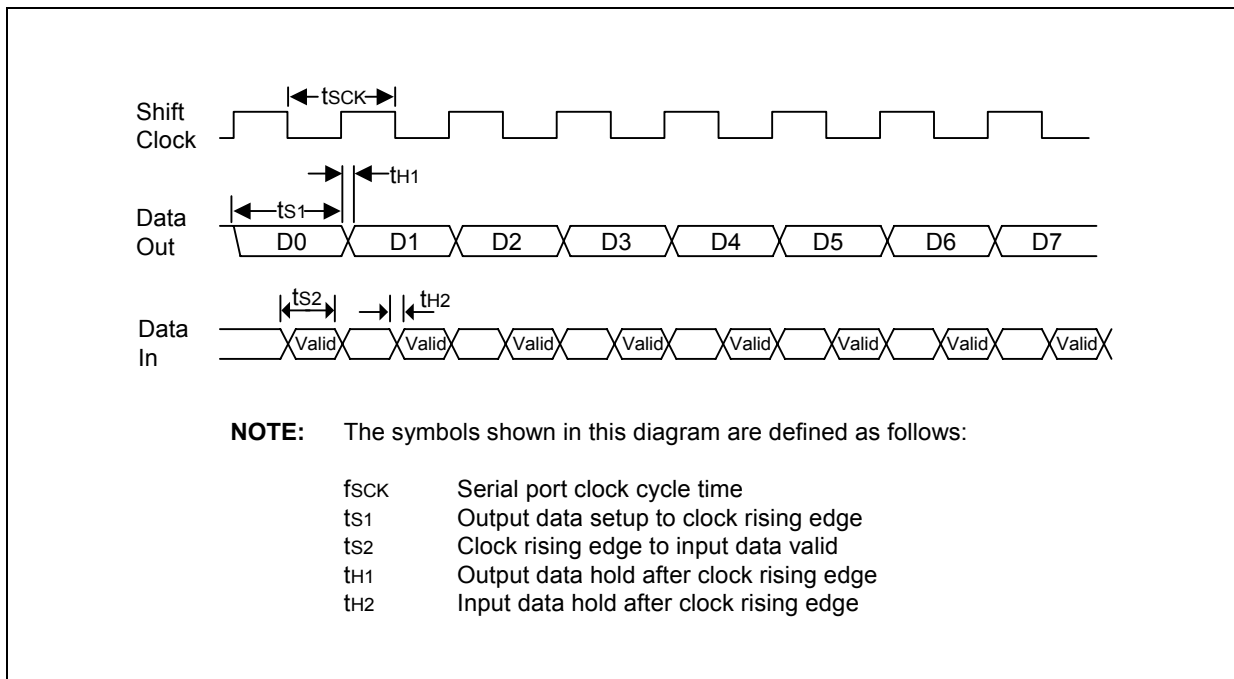 tSCK
Shift
Clock
tH1
tS1
Data
Out
D0 D1 D2 D3 D4 D5 D6 D7
tS2
tH2
Data
In
Valid Valid Valid Valid Valid Valid Valid Valid
NOTE: The symbols shown in this diagram are defined as follows:
fSCK Serial port clock cycle time
tS1 Output data setup to clock rising edge
tS2 Clock rising edge to input data valid
tH1 Output data hold after clock rising edge
tH2 Input data hold after clock rising edge